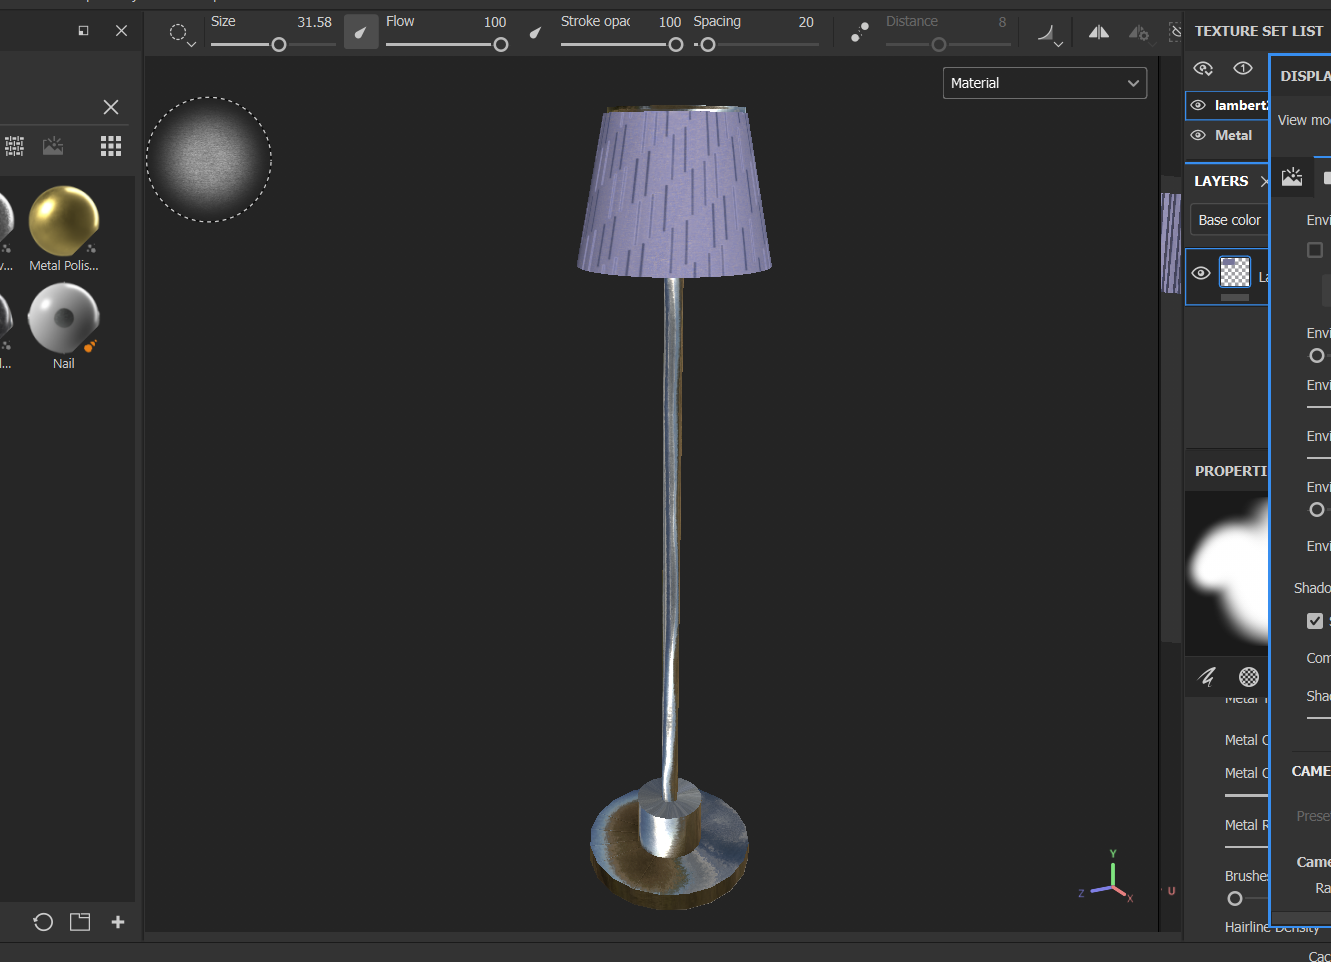 Size 31.58 Flow 100 Stroke opac 100 Spacing 20 Distance 8
TEXTURE SET LIST
Material
DISPLA
lambert
View mo
Metal
LAYERS
Base color
Envi
La
Metal Polis...
Nail
Envi
Envi
Envi
PROPERTI
Envi
Envi
Shado
Com
Sha
Metal C
Metal C
CAME
Prese
Metal R
Came
Brushe
Ra
Hairline Density
Cac
Y
Z
X
U